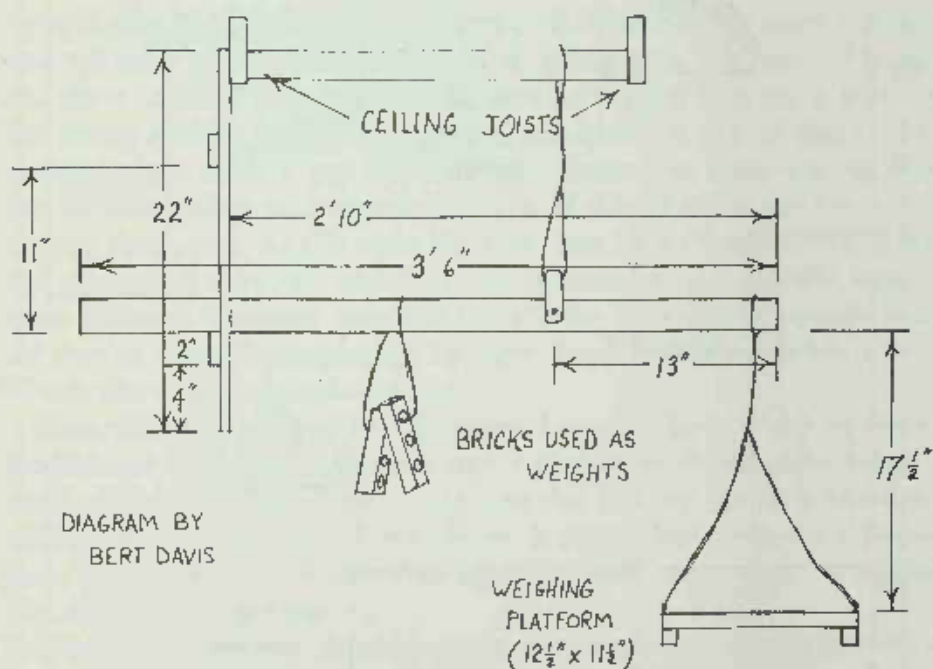 CEILING JOISTS
22"
2'10"
11"
3' 6"
2"
4"
13"
17 1/2"
BRICKS USED AS
WEIGHTS
DIAGRAM BY
BERT DAVIS
WEIGHING
PLATFORM
(12 1/2" x 11 1/2")